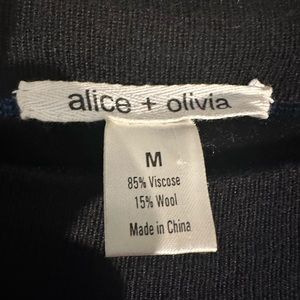 alice + olivia
M
85% Viscose
15% Wool
Made in China